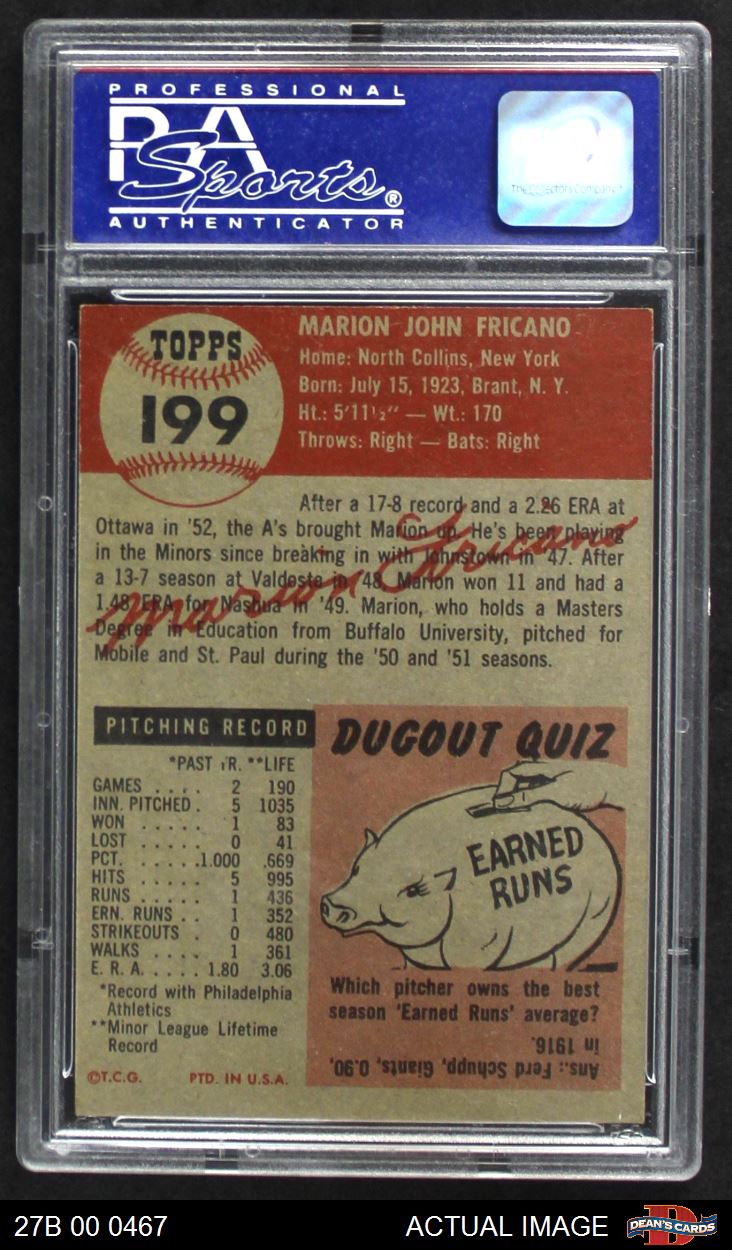 PROFESSIONAL
PSA
Sports®
AUTHENTICATOR
The Collectors Company
TOPPS
199
MARION JOHN FRICANO
Home: North Collins, New York
Born: July 15, 1923, Brant, N. Y.
Ht.: 5'11½" — Wt.: 170
Throws: Right — Bats: Right
After a 17-8 record and a 2.26 ERA at
Ottawa in '52, the A's brought Marion up. He's been playing
in the Minors since breaking in with Johnstown in '47. After
a 13-7 season at Valdosta in '48, Marion won 11 and had a
1.48 ERA for Nashua in '49. Marion, who holds a Masters
Degree in Education from Buffalo University, pitched for
Mobile and St. Paul during the '50 and '51 seasons.
Marion Fricano
PITCHING RECORD
*PAST YR. **LIFE
GAMES . . . . 2 190
INN. PITCHED . 5 1035
WON . . . . . 1 83
LOST . . . . . 0 41
PCT. . . . . .1.000 .669
HITS . . . . . 5 995
RUNS . . . . . 1 436
ERN. RUNS . . 1 352
STRIKEOUTS . 0 480
WALKS . . . . 1 361
E. R. A. . . . . 1.80 3.06
*Record with Philadelphia
Athletics
**Minor League Lifetime
Record
©T.C.G. PTD. IN U.S.A.
DUGOUT QUIZ
EARNED
RUNS
Which pitcher owns the best
season 'Earned Runs' average?
Ans.: Ferd Schupp, Giants, 0.90,
in 1916.
27B 00 0467
ACTUAL IMAGE
DEAN'S CARDS